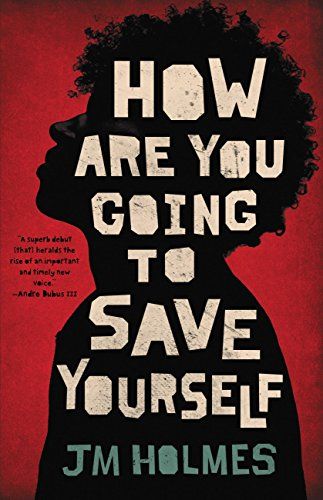 HOW
ARE YOU
GOING
TO
SAVE
YOURSELF
"A superb debut
[that] heralds the
rise of an important
and timely new
voice.
—Andre Dubus III
JM HOLMES